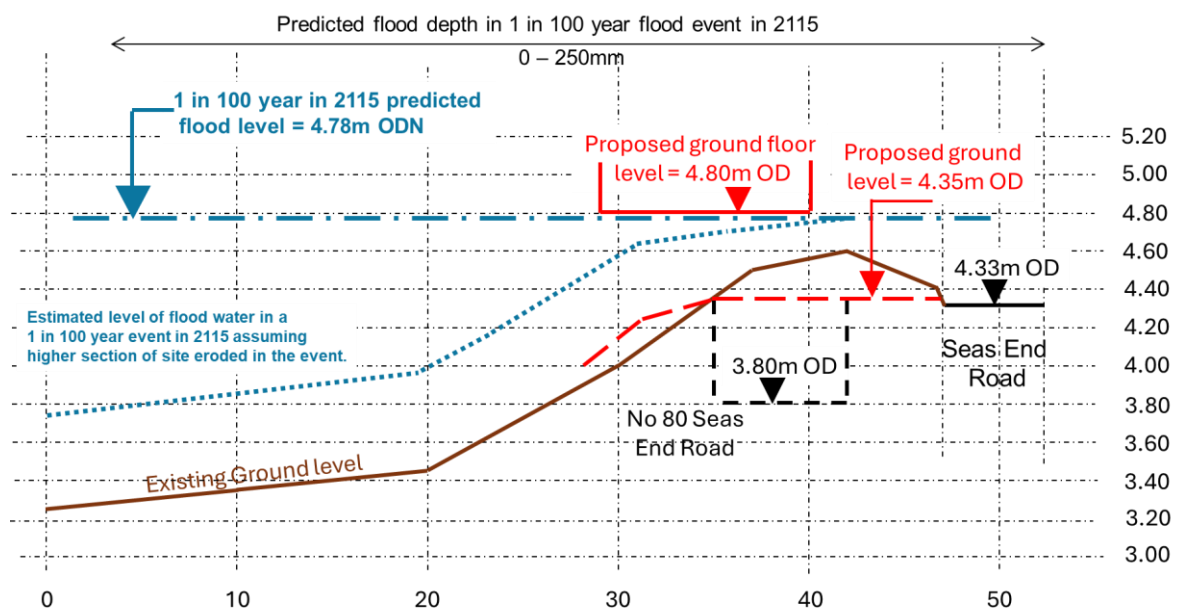 Predicted flood depth in 1 in 100 year flood event in 2115
0 – 250mm
1 in 100 year in 2115 predicted
flood level = 4.78m ODN
Proposed ground floor
level = 4.80m OD
Proposed ground
level = 4.35m OD
5.20
5.00
4.80
4.60
4.40
4.20
4.00
3.80
3.60
3.40
3.20
3.00
4.33m OD
Seas End
Road
Estimated level of flood water in a
1 in 100 year event in 2115 assuming
higher section of site eroded in the event.
3.80m OD
No 80 Seas
End Road
Existing Ground level
0
10
20
30
40
50